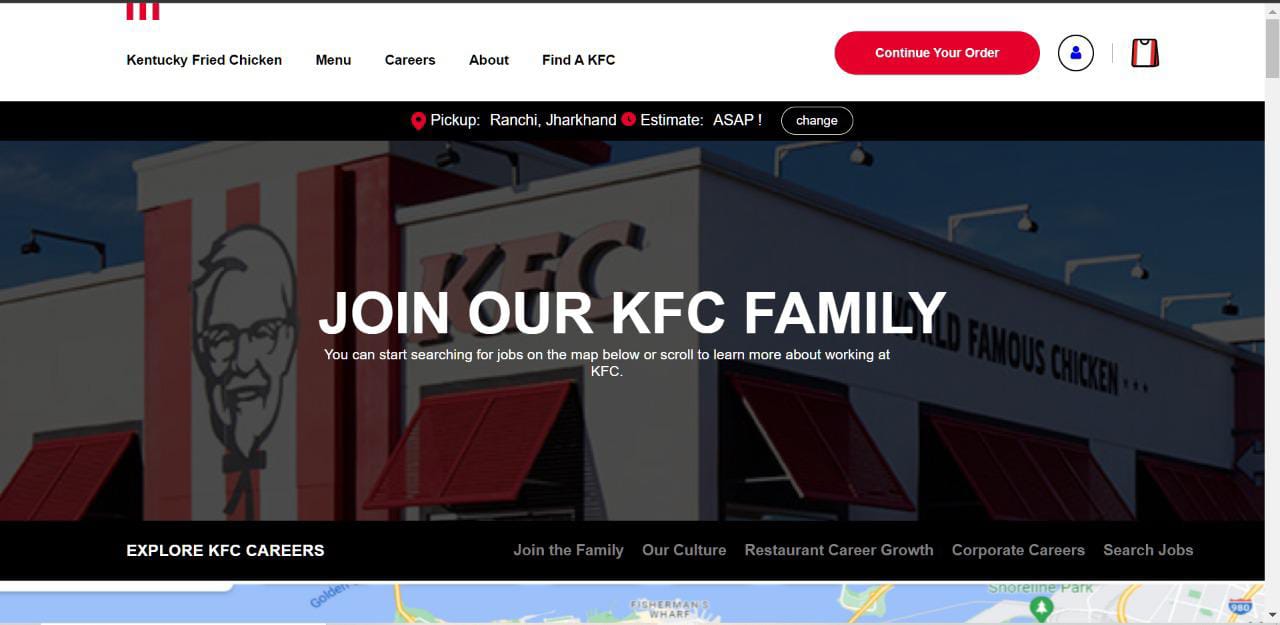 Kentucky Fried Chicken Menu Careers About Find A KFC
Continue Your Order
Pickup: Ranchi, Jharkhand Estimate: ASAP ! change
KFC
WORLD FAMOUS CHICKEN...
JOIN OUR KFC FAMILY
You can start searching for jobs on the map below or scroll to learn more about working at
KFC.
EXPLORE KFC CAREERS Join the Family Our Culture Restaurant Career Growth Corporate Careers Search Jobs
Golden
FISHERMAN'S
WHARF
Shoreline Park
980